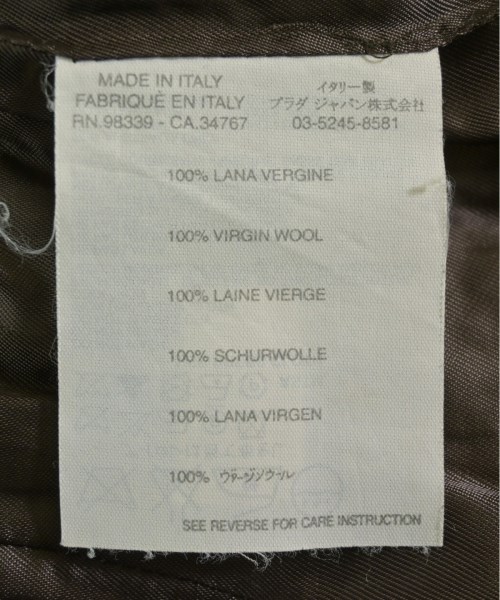 MADE IN ITALY
FABRIQUÈ EN ITALY
RN.98339 - CA.34767
イタリー製
プラダ ジャパン株式会社
03-5245-8581
100% LANA VERGINE
100% VIRGIN WOOL
100% LAINE VIERGE
100% SCHURWOLLE
100% LANA VIRGEN
100% ヴァージンウール
SEE REVERSE FOR CARE INSTRUCTION